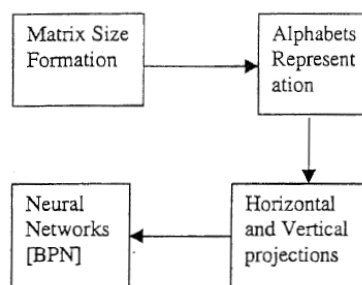 Matrix Size
Formation
Alphabets
Represent
ation
Horizontal
and Vertical
projections
Neural
Networks
[BPN]